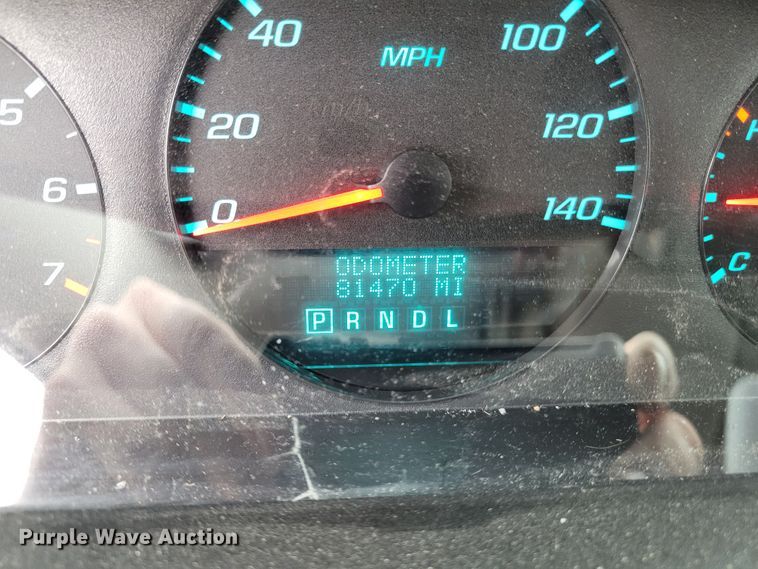 40
100
MPH
5
20
120
H
6
0
140
7
C
ODOMETER
81470 MI
P R N D L
Purple Wave Auction